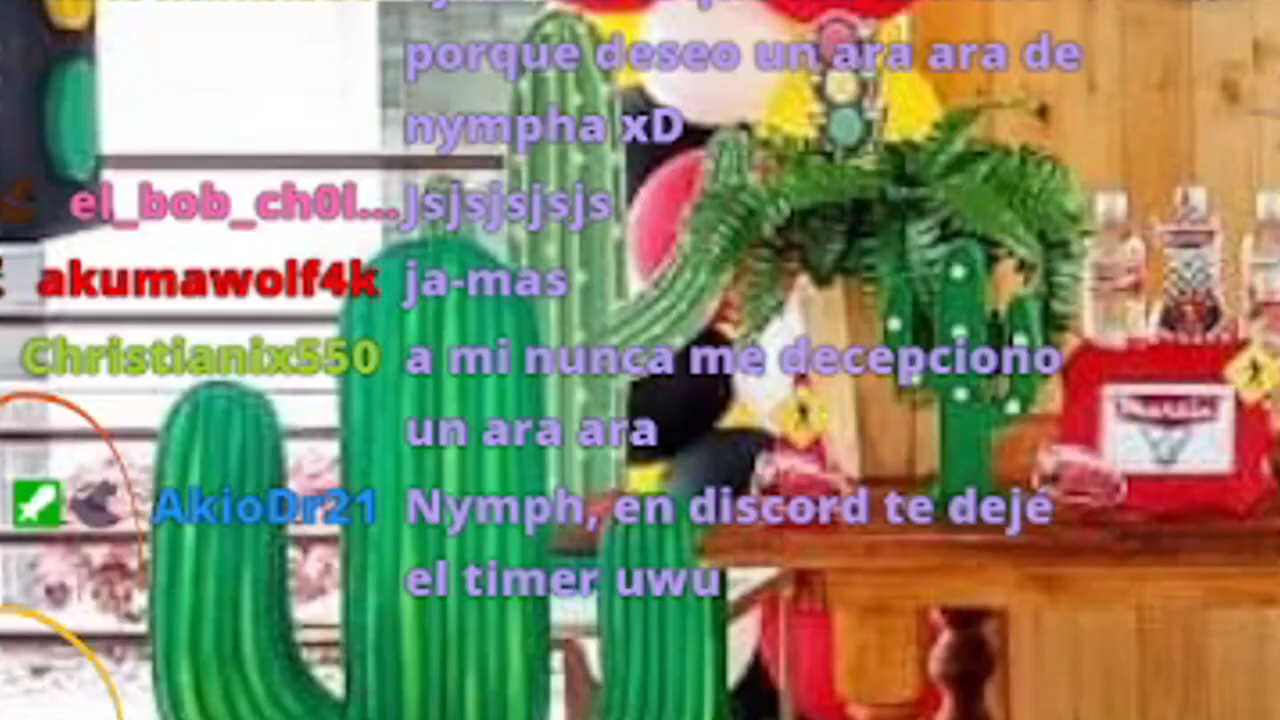 porque deseo un ara ara de
nympha xD
el_bob_ch0l... Jsjsjsjsjs
akumawolf4k ja-mas
Christianix550 a mi nunca me decepciono
un ara ara
AkioDr21 Nymph, en discord te dejé
el timer uwu